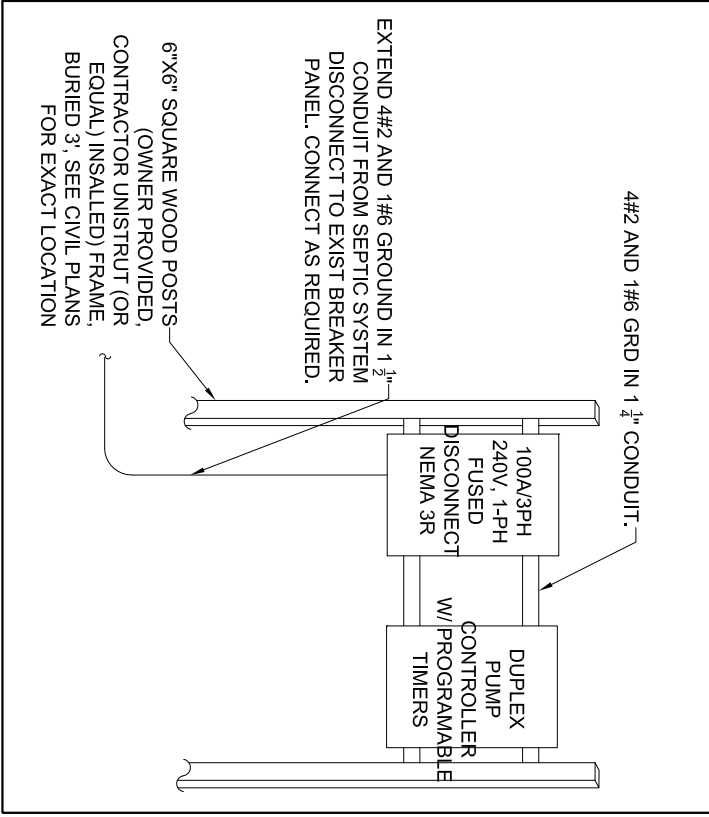 4#2 AND 1#6 GRD IN 1 1/4" CONDUIT.
EXTEND 4#2 AND 1#6 GROUND IN 1 1/2"
CONDUIT FROM SEPTIC SYSTEM
DISCONNECT TO EXIST BREAKER
PANEL. CONNECT AS REQUIRED.
6"X6" SQUARE WOOD POSTS
(OWNER PROVIDED,
CONTRACTOR UNISTRUT (OR
EQUAL) INSALLED) FRAME,
BURIED 3', SEE CIVIL PLANS
FOR EXACT LOCATION
100A/3PH
240V, 1-PH
FUSED
DISCONNECT
NEMA 3R
DUPLEX
PUMP
CONTROLLER
W/ PROGRAMABLE
TIMERS